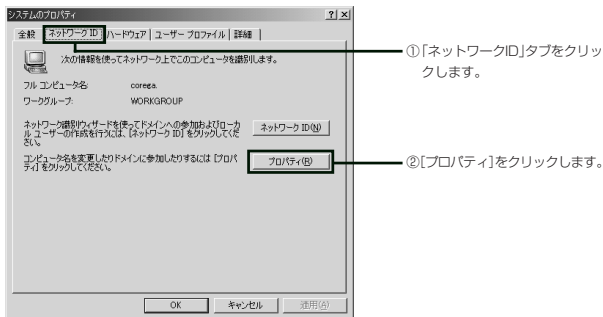 システムのプロパティ
全般 ネットワーク ID ハードウェア ユーザー プロファイル 詳細
次の情報を使ってネットワーク上でこのコンピュータを識別します。
フル コンピュータ名: corega.
ワークグループ: WORKGROUP
ネットワーク識別ウィザードを使ってドメインへの参加およびローカ
ル ユーザーの作成を行うには、[ネットワーク ID] をクリックしてくだ
さい。
ネットワーク ID(N)
コンピュータ名を変更したりドメインに参加したりするには [プロパ
ティ] をクリックしてください。
プロパティ(R)
OK キャンセル 適用(A)
①「ネットワークID」タブをクリッ
クします。
②[プロパティ]をクリックします。